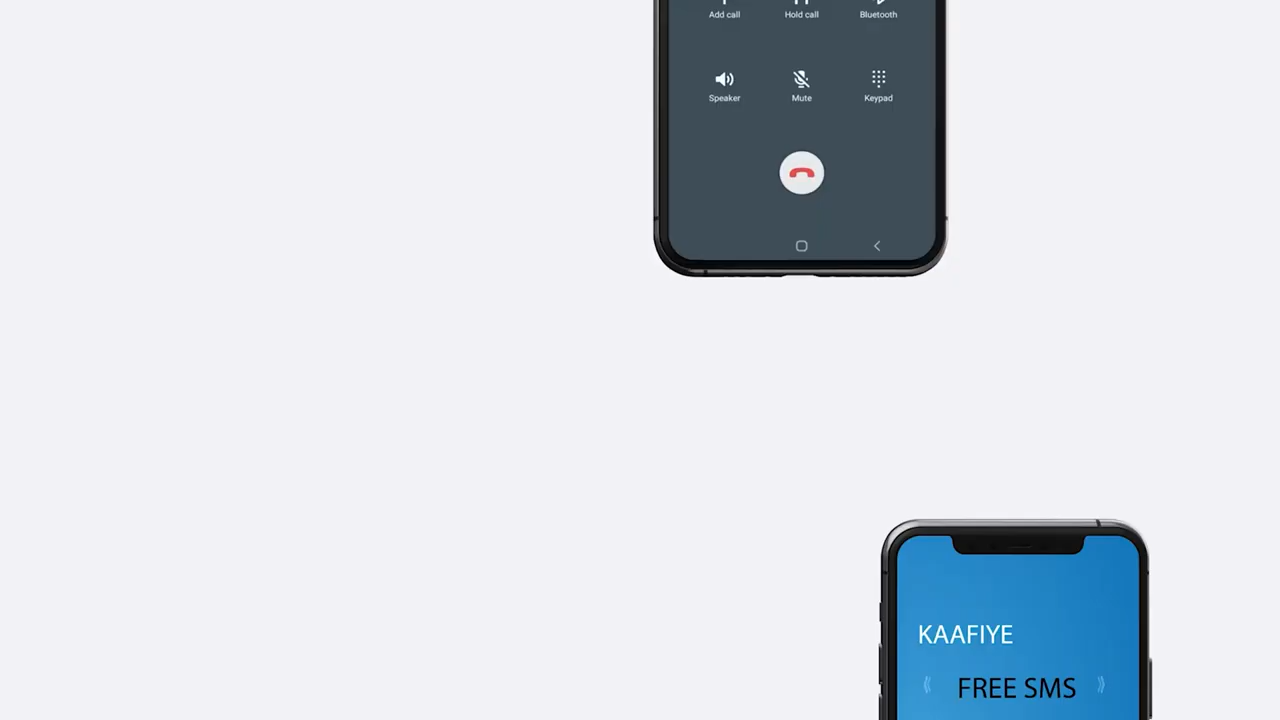 Add call Hold call Bluetooth
Speaker Mute Keypad
KAAFIYE
FREE SMS